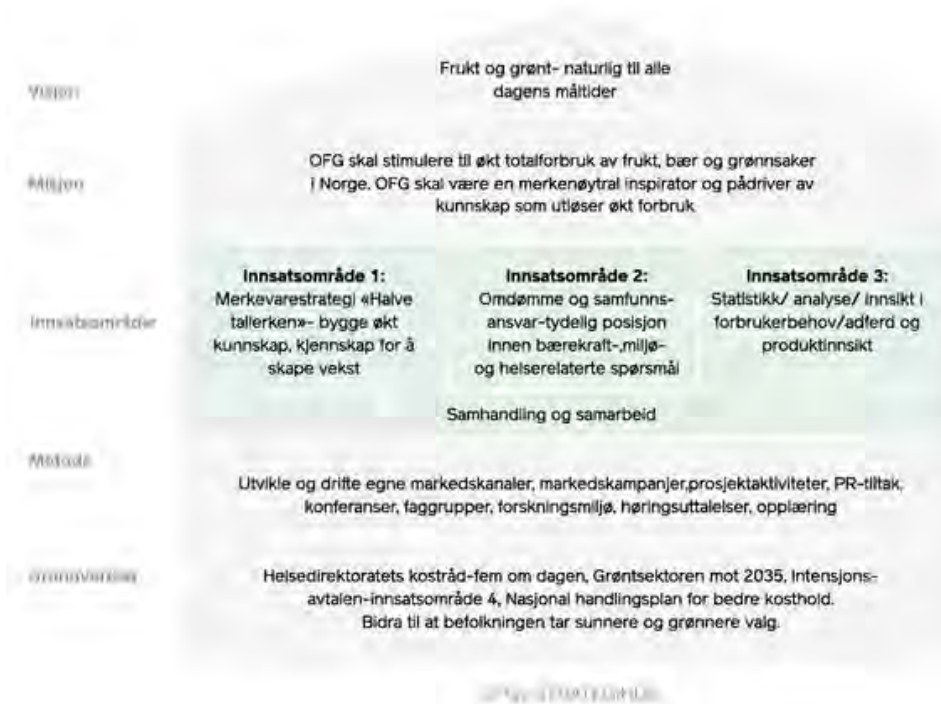 Visjon
Frukt og grønt- naturlig til alle
dagens måltider
Misjon
OFG skal stimulere til økt totalforbruk av frukt, bær og grønnsaker
i Norge. OFG skal være en merkenøytral inspirator og pådriver av
kunnskap som utløser økt forbruk
Innsatsområder
Innsatsområde 1:
Merkevarestrategi «Halve
tallerken»- bygge økt
kunnskap, kjennskap for å
skape vekst
Innsatsområde 2:
Omdømme og samfunns-
ansvar-tydelig posisjon
innen bærekraft-,miljø-
og helserelaterte spørsmål
Innsatsområde 3:
Statistikk/ analyse/ innsikt i
forbrukerbehov/adferd og
produktinnsikt
Samhandling og samarbeid
Metode
Utvikle og drifte egne markedskanaler, markedskampanjer,prosjektaktiviteter, PR-tiltak,
konferanser, faggrupper, forskningsmiljø, høringsuttalelser, opplæring
Helsedirektoratets kostråd-fem om dagen, Grøntsektoren mot 2035, Intensjons-
avtalen-innsatsområde 4, Nasjonal handlingsplan for bedre kosthold.
Bidra til at befolkningen tar sunnere og grønnere valg.